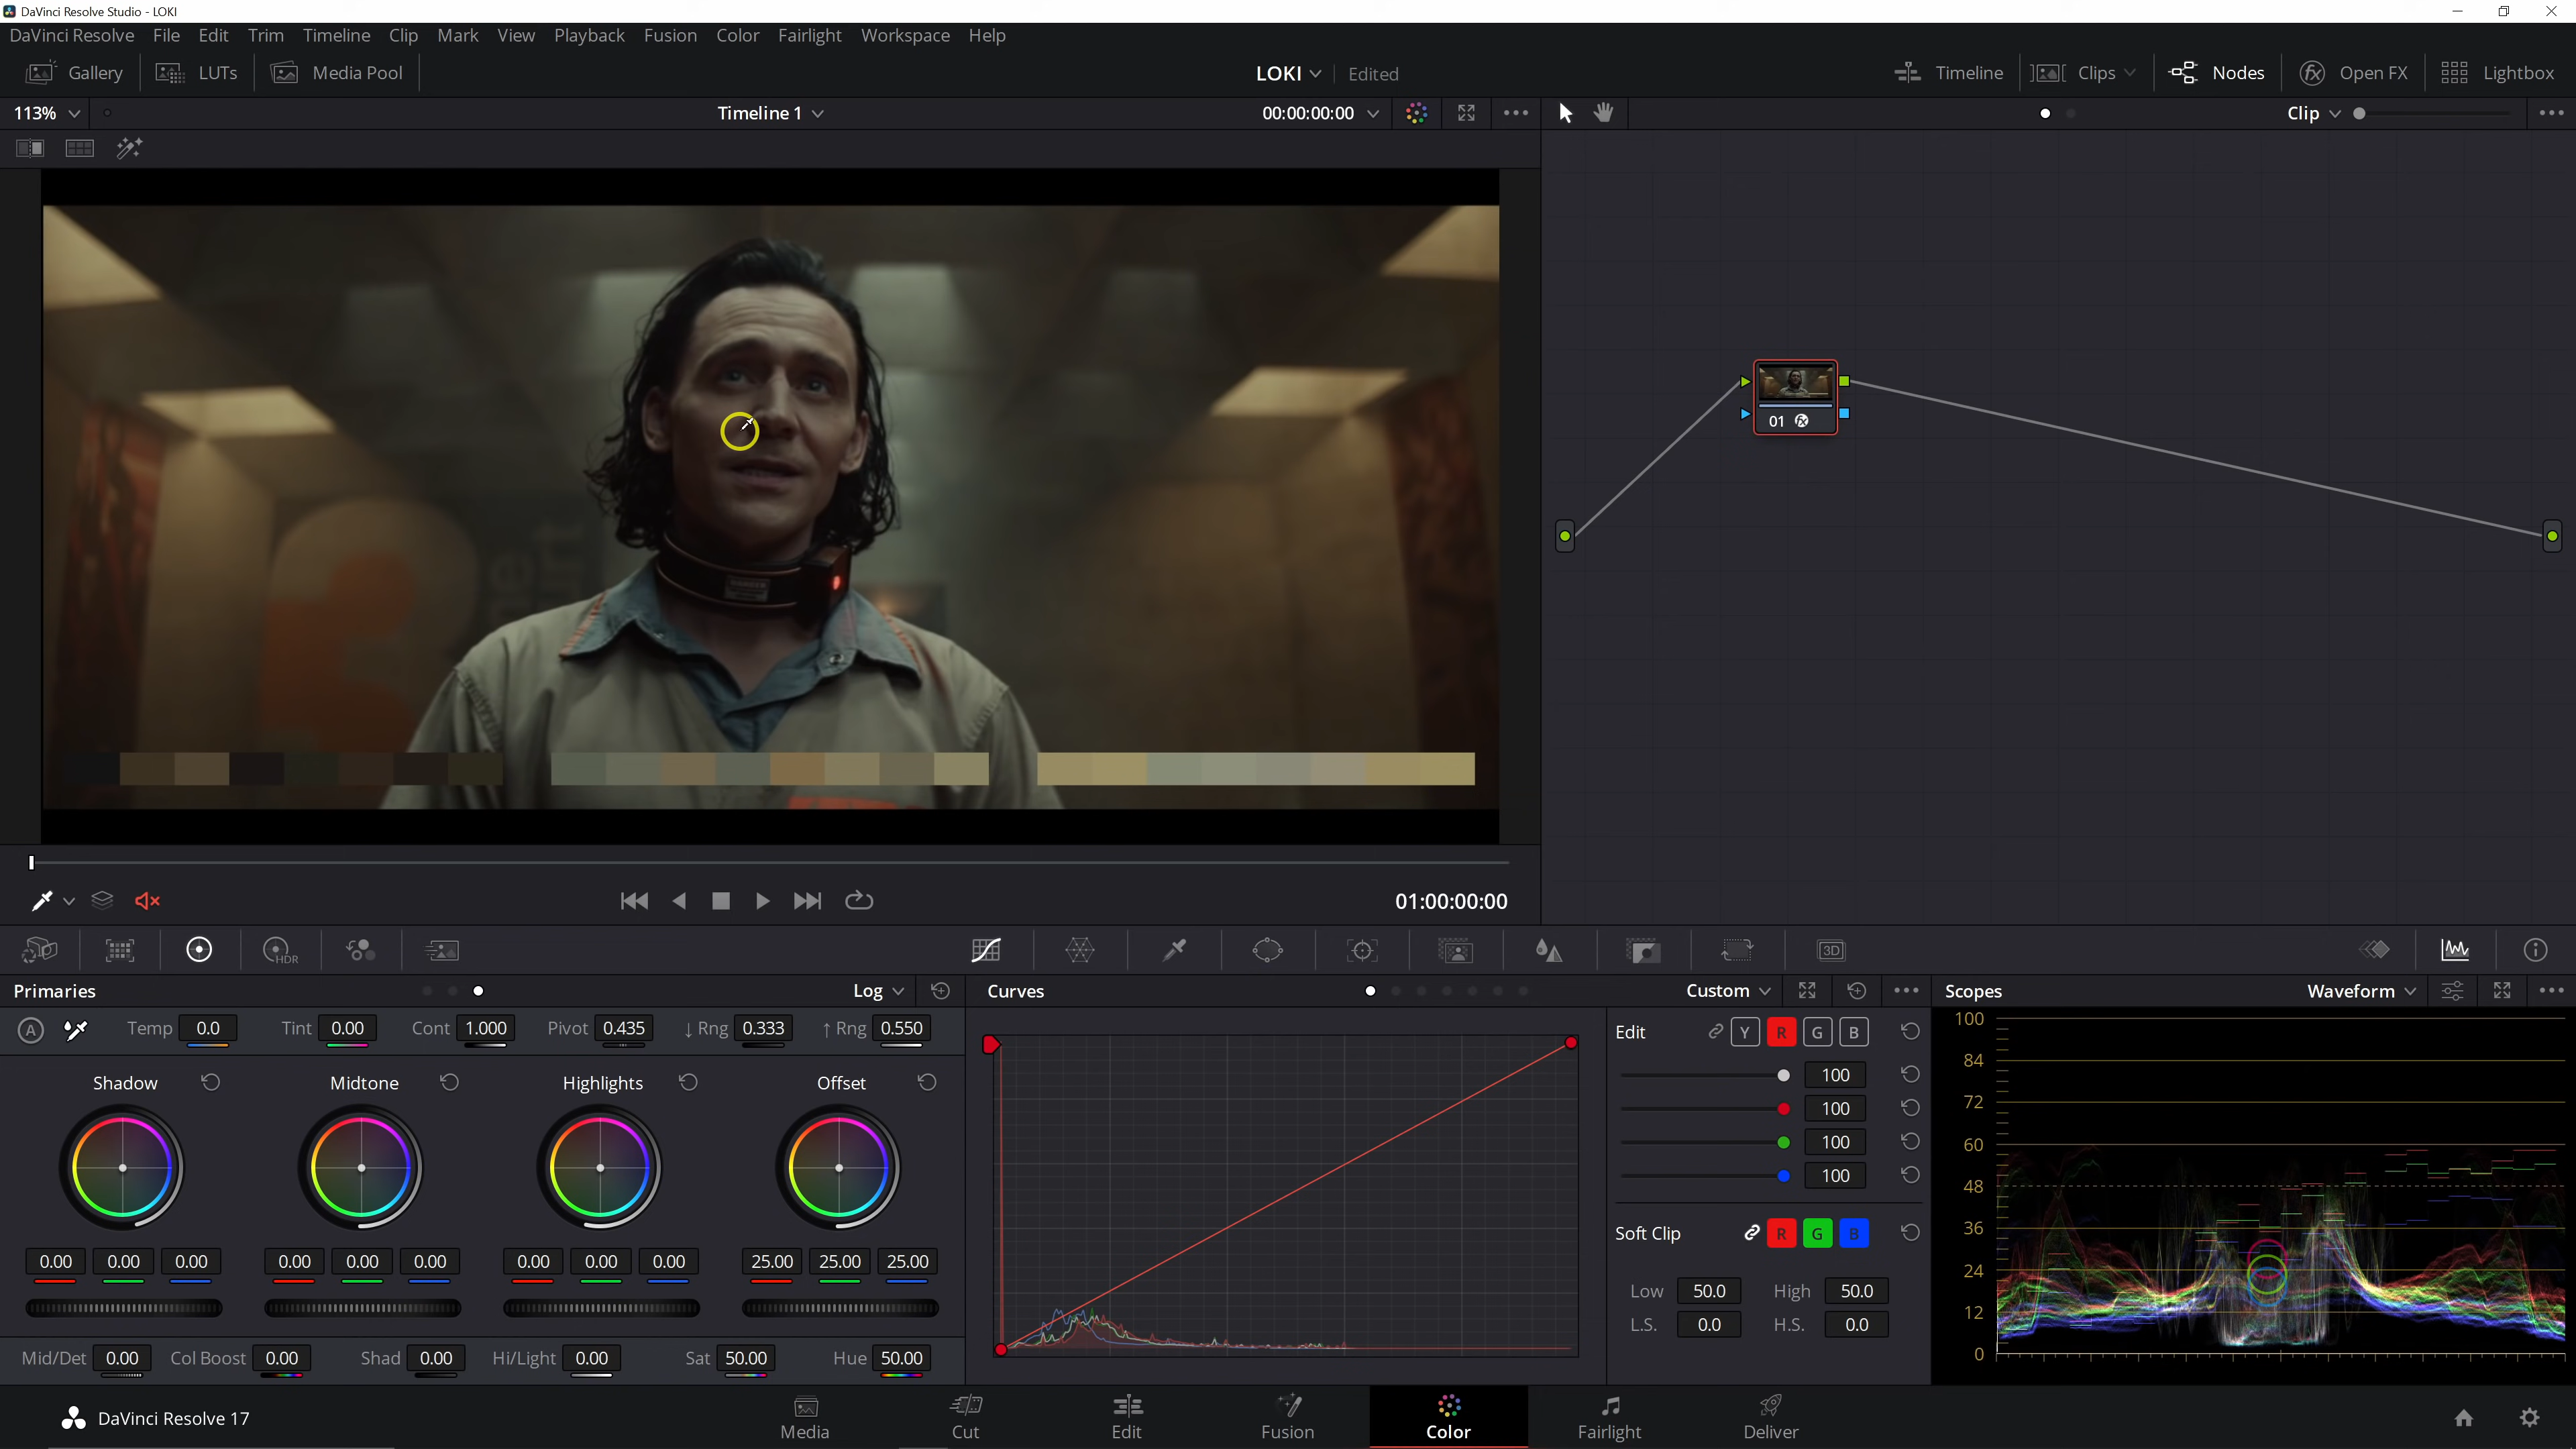 DaVinci Resolve Studio - LOKI
DaVinci Resolve File Edit Trim Timeline Clip Mark View Playback Fusion Color Fairlight Workspace Help
Gallery LUTs Media Pool LOKI Edited Timeline Clips Nodes Open FX Lightbox
113% Timeline 1 00:00:00:00 Clip
01
01:00:00:00
HDR 3D
Primaries Log Curves Custom Scopes Waveform
A Temp 0.0 Tint 0.00 Cont 1.000 Pivot 0.435 ↓ Rng 0.333 ↑ Rng 0.550
Edit Y R G B
Shadow Midtone Highlights Offset
100
100
100
100
Soft Clip R G B
0.00 0.00 0.00 0.00 0.00 0.00 0.00 0.00 0.00 25.00 25.00 25.00
Low 50.0 High 50.0
L.S. 0.0 H.S. 0.0
Mid/Det 0.00 Col Boost 0.00 Shad 0.00 Hi/Light 0.00 Sat 50.00 Hue 50.00
100
84
72
60
48
36
24
12
0
DaVinci Resolve 17
Media Cut Edit Fusion Color Fairlight Deliver